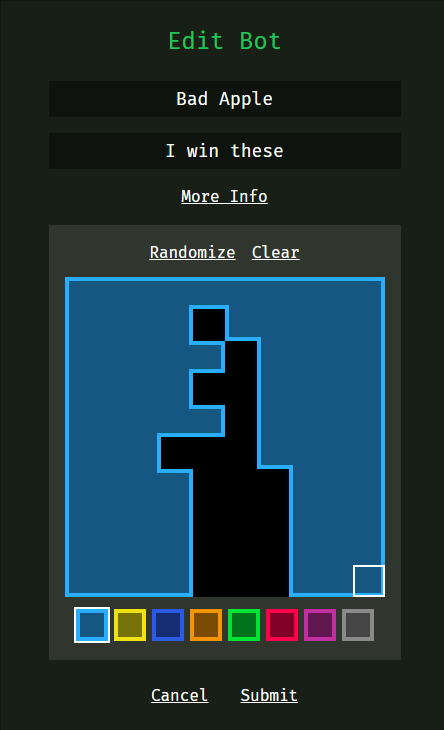 Edit Bot
Bad Apple
I win these
More Info
Randomize Clear
Cancel Submit